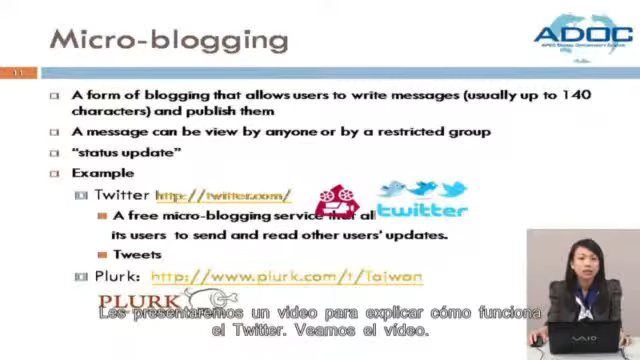 Micro-blogging
ADOC
11
A form of blogging that allows users to write messages (usually up to 140
characters) and publish them
A message can be view by anyone or by a restricted group
"status update"
Example
Twitter http://twitter.com/
twitter
A free micro-blogging service that al
its users to send and read other users' updates.
Tweets
Plurk: http://www.plurk.com/t/Taiwan
PLURK
VAIO
Les presentaremos un video para explicar cómo funciona
el Twitter. Veamos el vídeo.